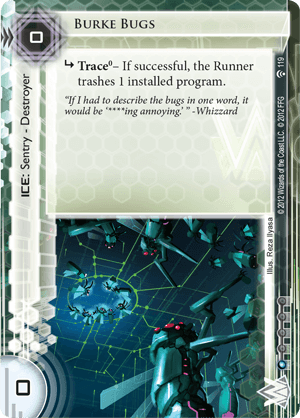 BURKE BUGS
0
Trace⁰– If successful, the Runner
trashes 1 installed program.
“If I had to describe the bugs in one word, it
would be ‘****ing annoying.’ ” -Whizzard
ICE: Sentry - Destroyer
119
© 2012 Wizards of the Coast LLC. © 2012 FFG
Illus. Reza Ilyasa
0